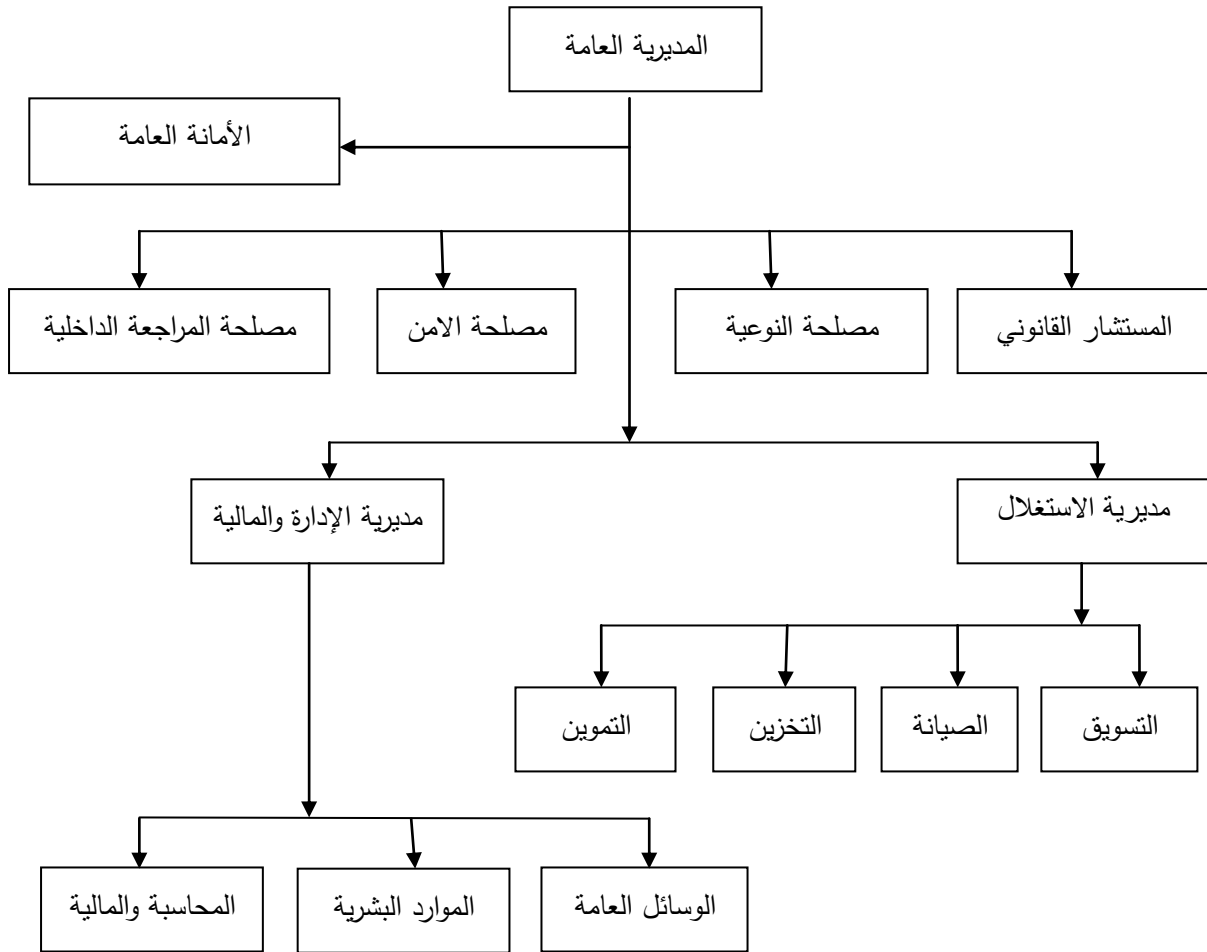 المديرية العامة
الأمانة العامة
المستشار القانوني
مصلحة النوعية
مصلحة الامن
مصلحة المراجعة الداخلية
مديرية الاستغلال
مديرية الإدارة والمالية
التسويق
الصيانة
التخزين
التموين
الوسائل العامة
الموارد البشرية
المحاسبة والمالية